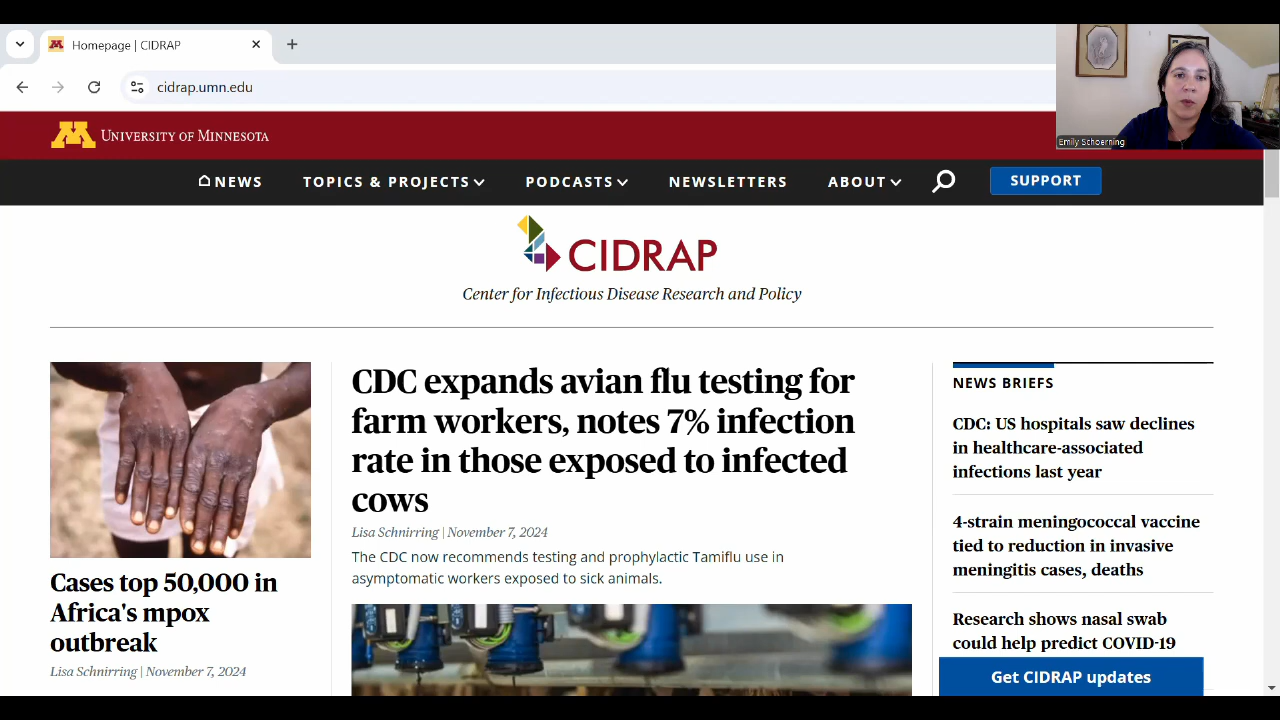 Homepage | CIDRAP
cidrap.umn.edu
Emily Schoerning
M UNIVERSITY OF MINNESOTA
NEWS
TOPICS & PROJECTS
PODCASTS
NEWSLETTERS
ABOUT
SUPPORT
CIDRAP
Center for Infectious Disease Research and Policy
Cases top 50,000 in
Africa's mpox
outbreak
Lisa Schnirring | November 7, 2024
CDC expands avian flu testing for
farm workers, notes 7% infection
rate in those exposed to infected
cows
Lisa Schnirring | November 7, 2024
The CDC now recommends testing and prophylactic Tamiflu use in
asymptomatic workers exposed to sick animals.
NEWS BRIEFS
CDC: US hospitals saw declines
in healthcare-associated
infections last year
4-strain meningococcal vaccine
tied to reduction in invasive
meningitis cases, deaths
Research shows nasal swab
could help predict COVID-19
Get CIDRAP updates